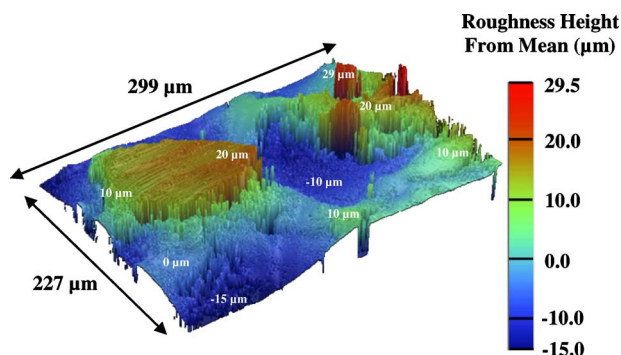 Roughness Height
From Mean (µm)
299 µm
29 µm
20 µm
20 µm
10 µm
-10 µm
10 µm
10 µm
0 µm
-15 µm
227 µm
29.5
20.0
10.0
0.0
-10.0
-15.0